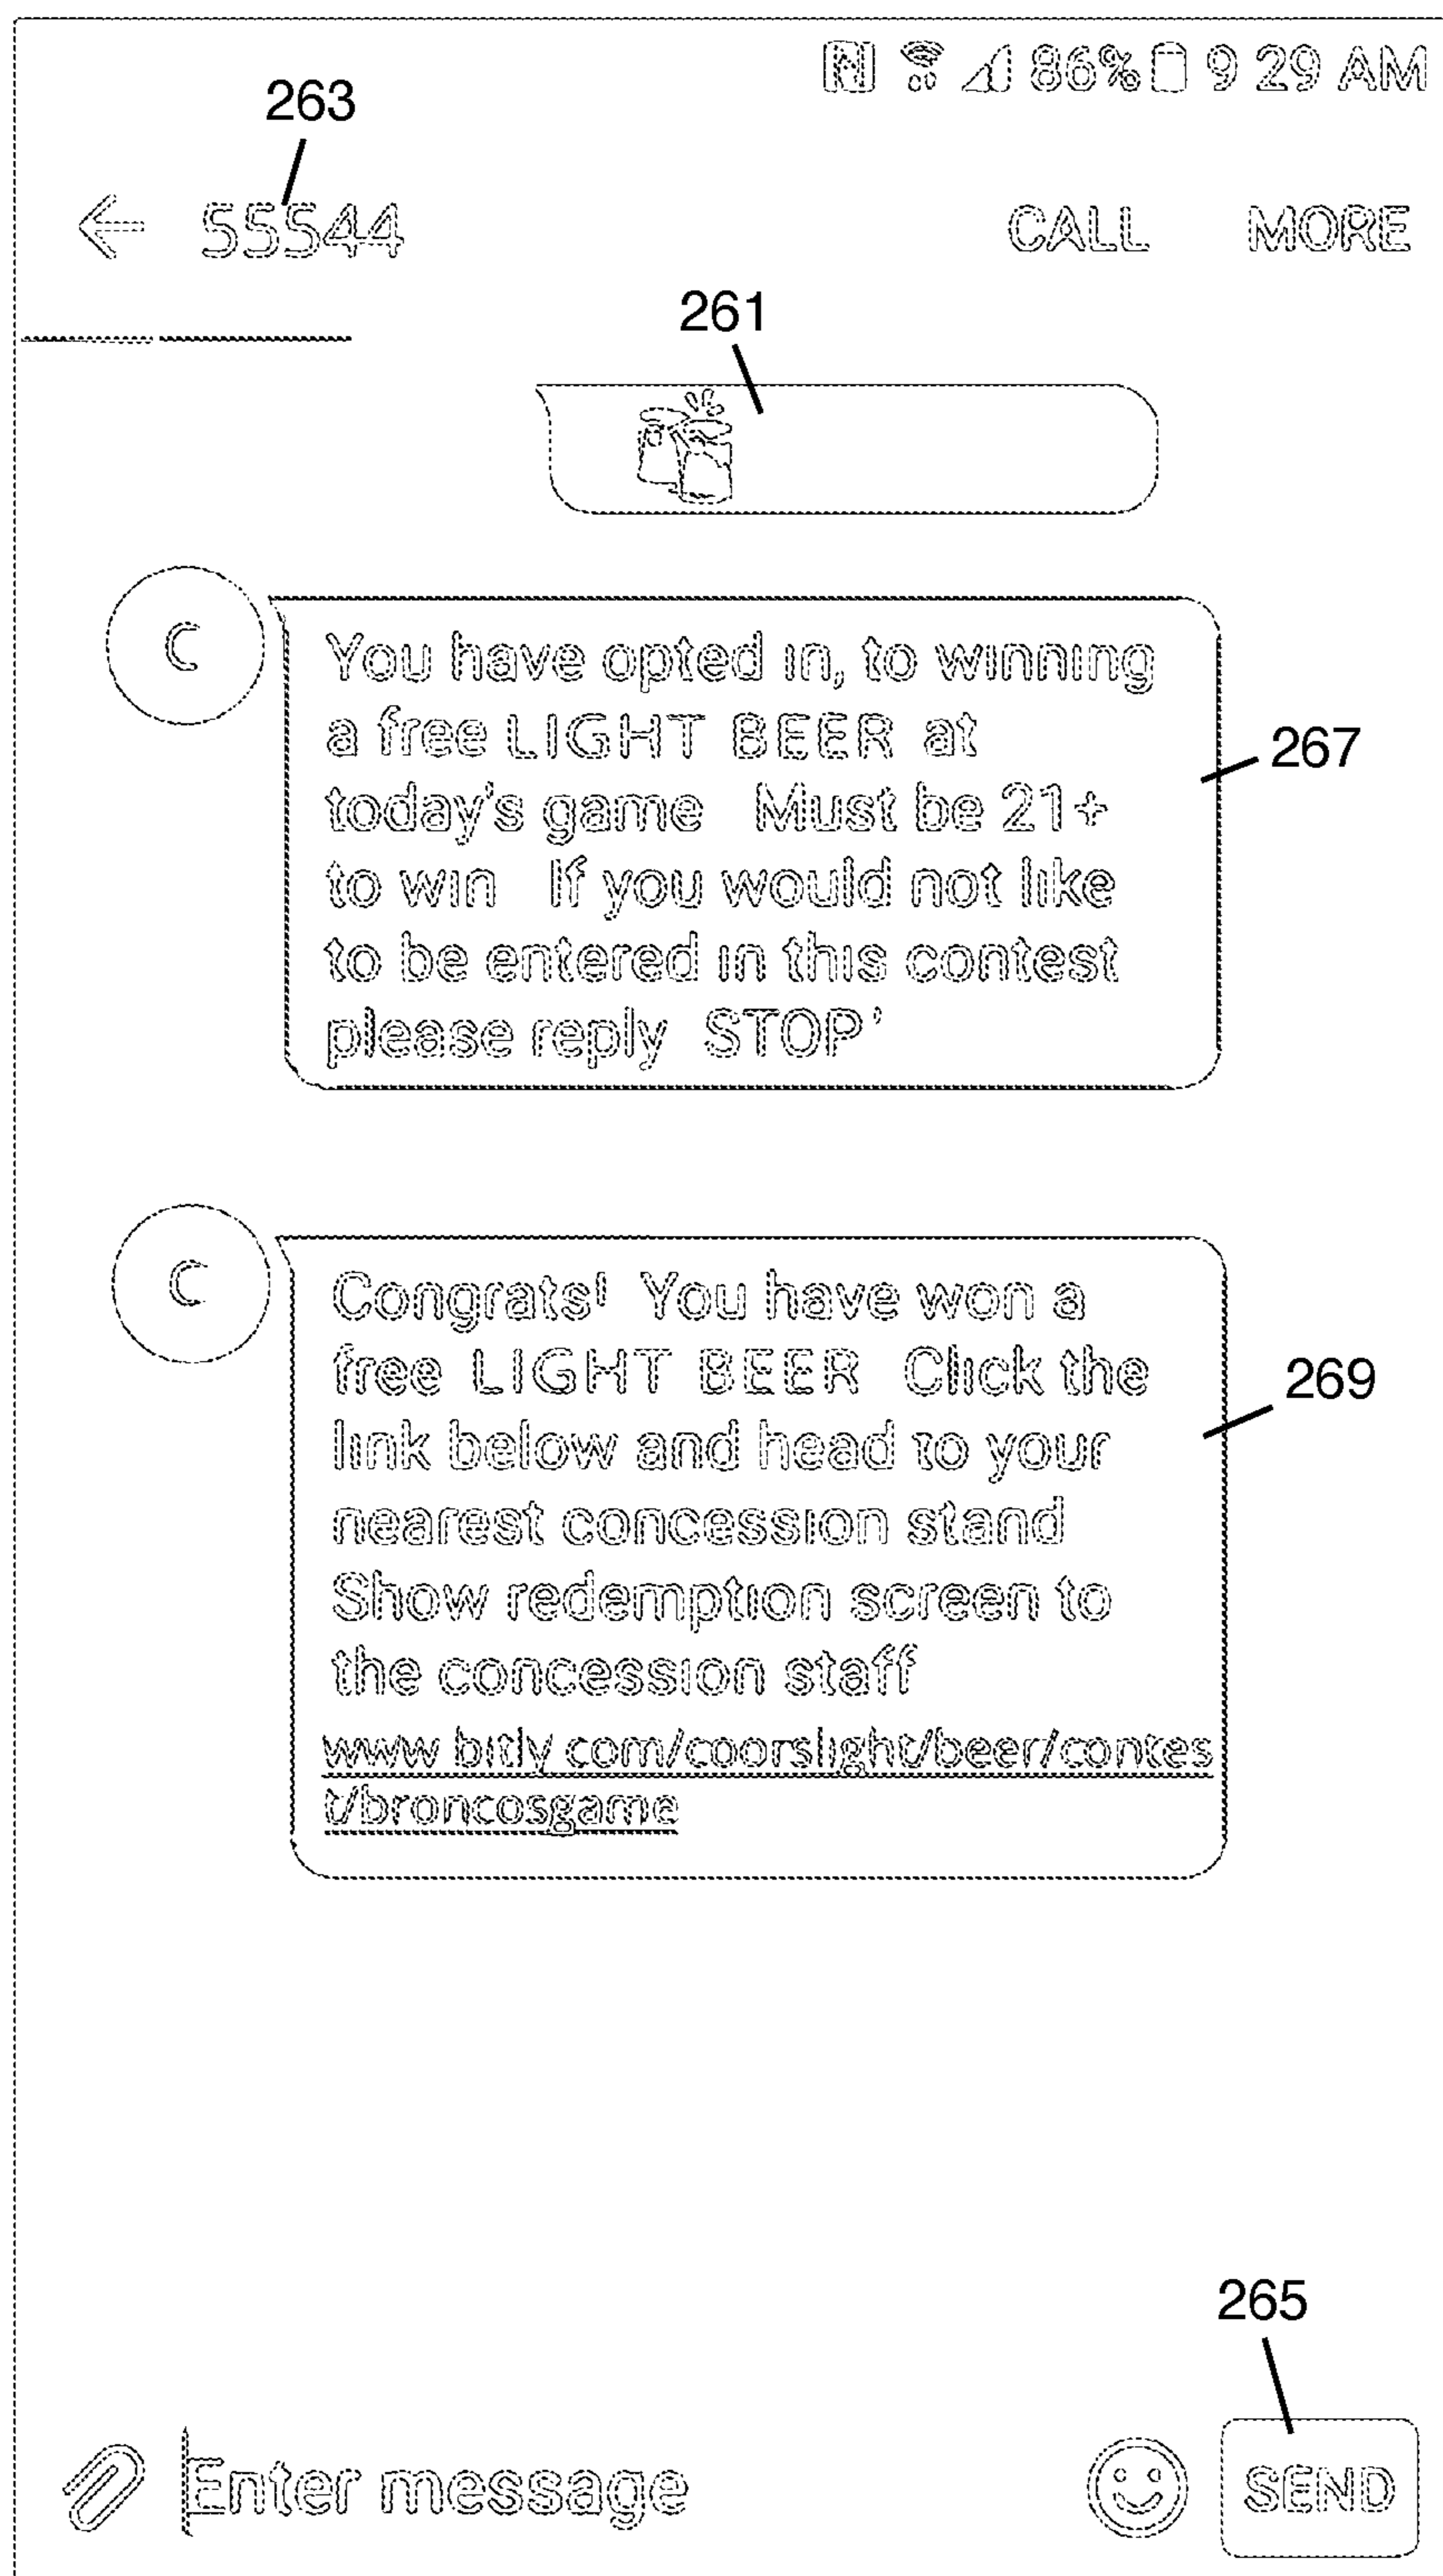 N 86% 9 29 AM
263
55544 CALL MORE
261
C
You have opted in, to winning
a free LIGHT BEER at
today's game Must be 21+
to win If you would not like
to be entered in this contest
please reply STOP'
267
C
Congrats! You have won a
free LIGHT BEER Click the
link below and head to your
nearest concession stand
Show redemption screen to
the concession staff
www bitly com/coorslight/beer/contes
t/broncosgame
269
265
Enter message SEND